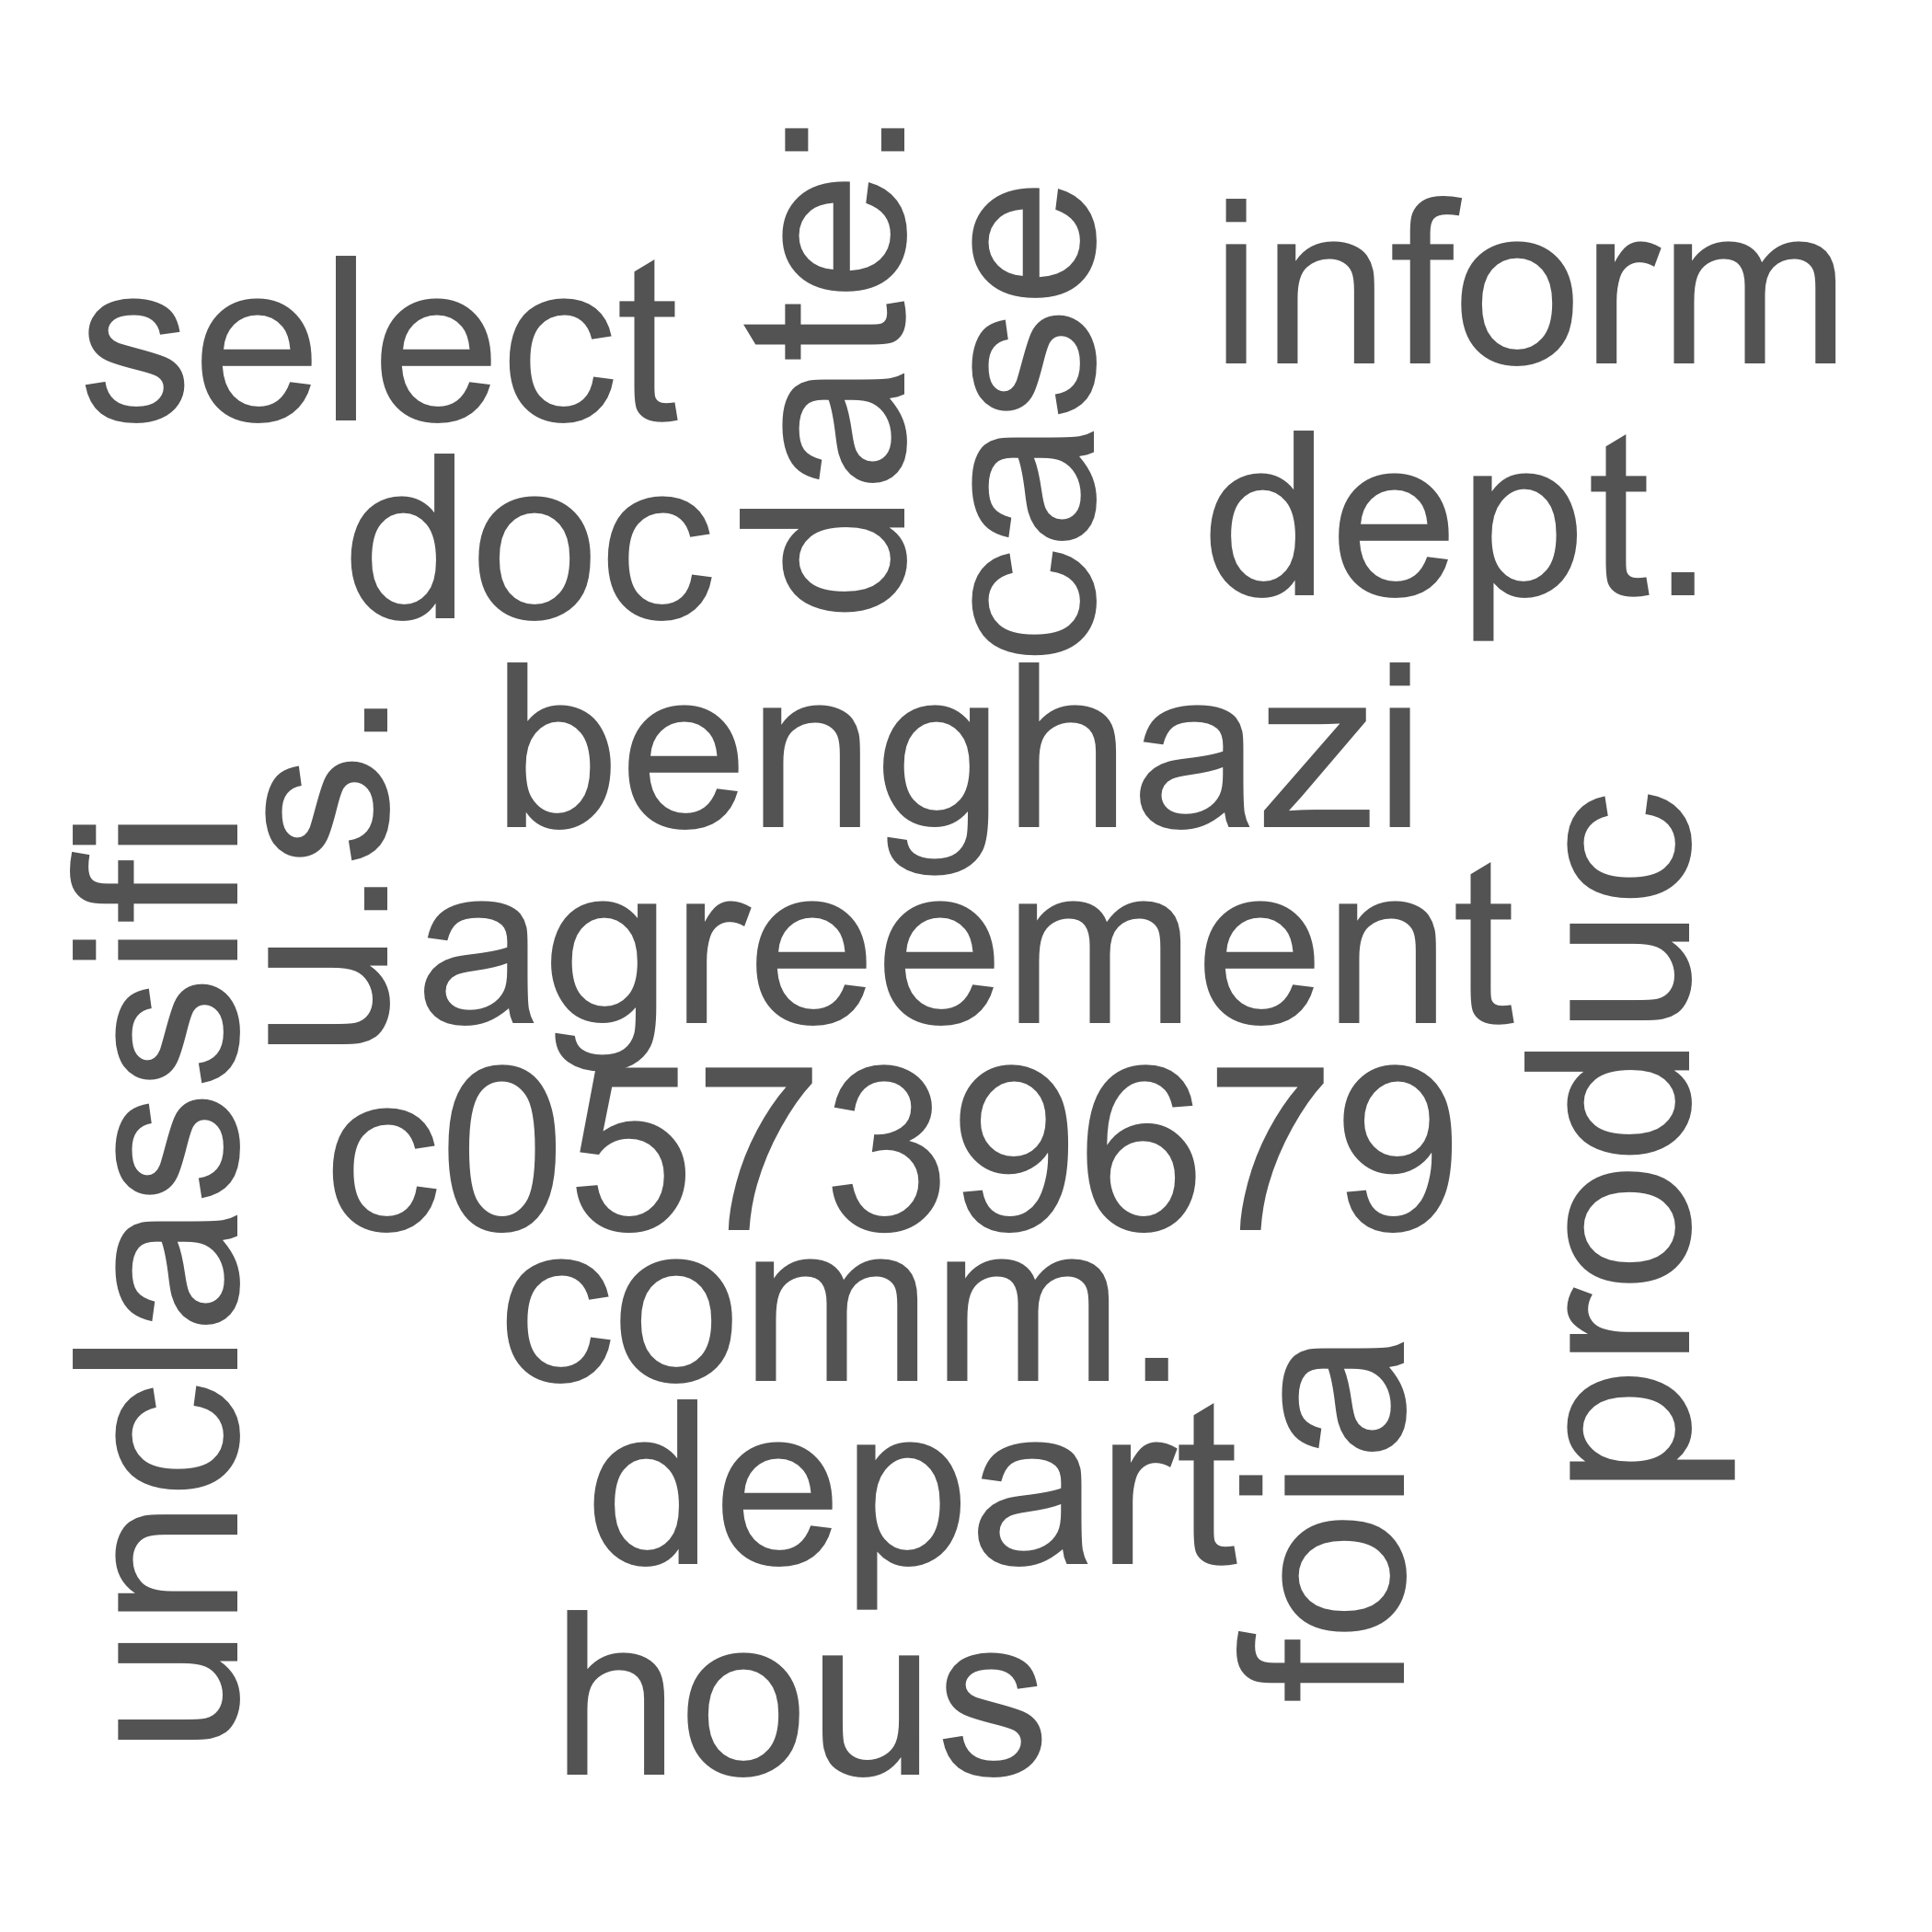 select
date:
case
inform
doc
dept.
benghazi
u.s.
unclassifi
agreement
produc
c05739679
comm.
depart
foia
hous